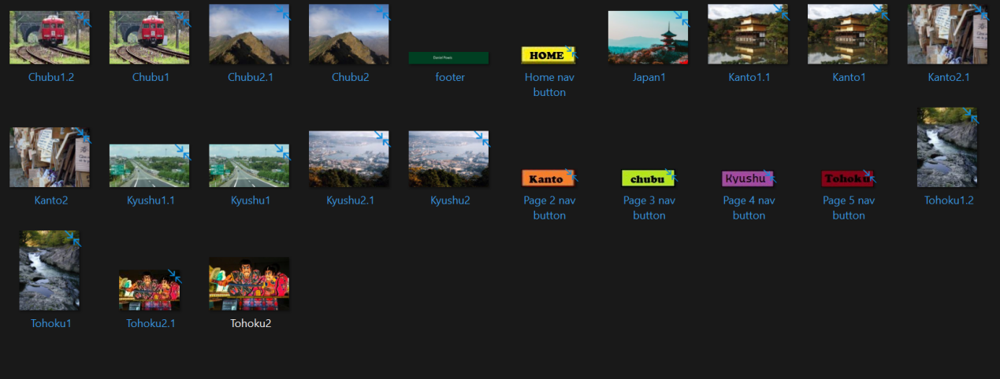 Chubu1.2
Chubu1
Chubu2.1
Chubu2
Daniel Powis
footer
HOME
Home nav
button
Japan1
Kanto1.1
Kanto1
Kanto2.1
Kanto2
Kyushu1.1
Kyushu1
Kyushu2.1
Kyushu2
Kanto
Page 2 nav
button
chubu
Page 3 nav
button
Kyushu
Page 4 nav
button
Tohoku
Page 5 nav
button
Tohoku1.2
Tohoku1
Tohoku2.1
Tohoku2